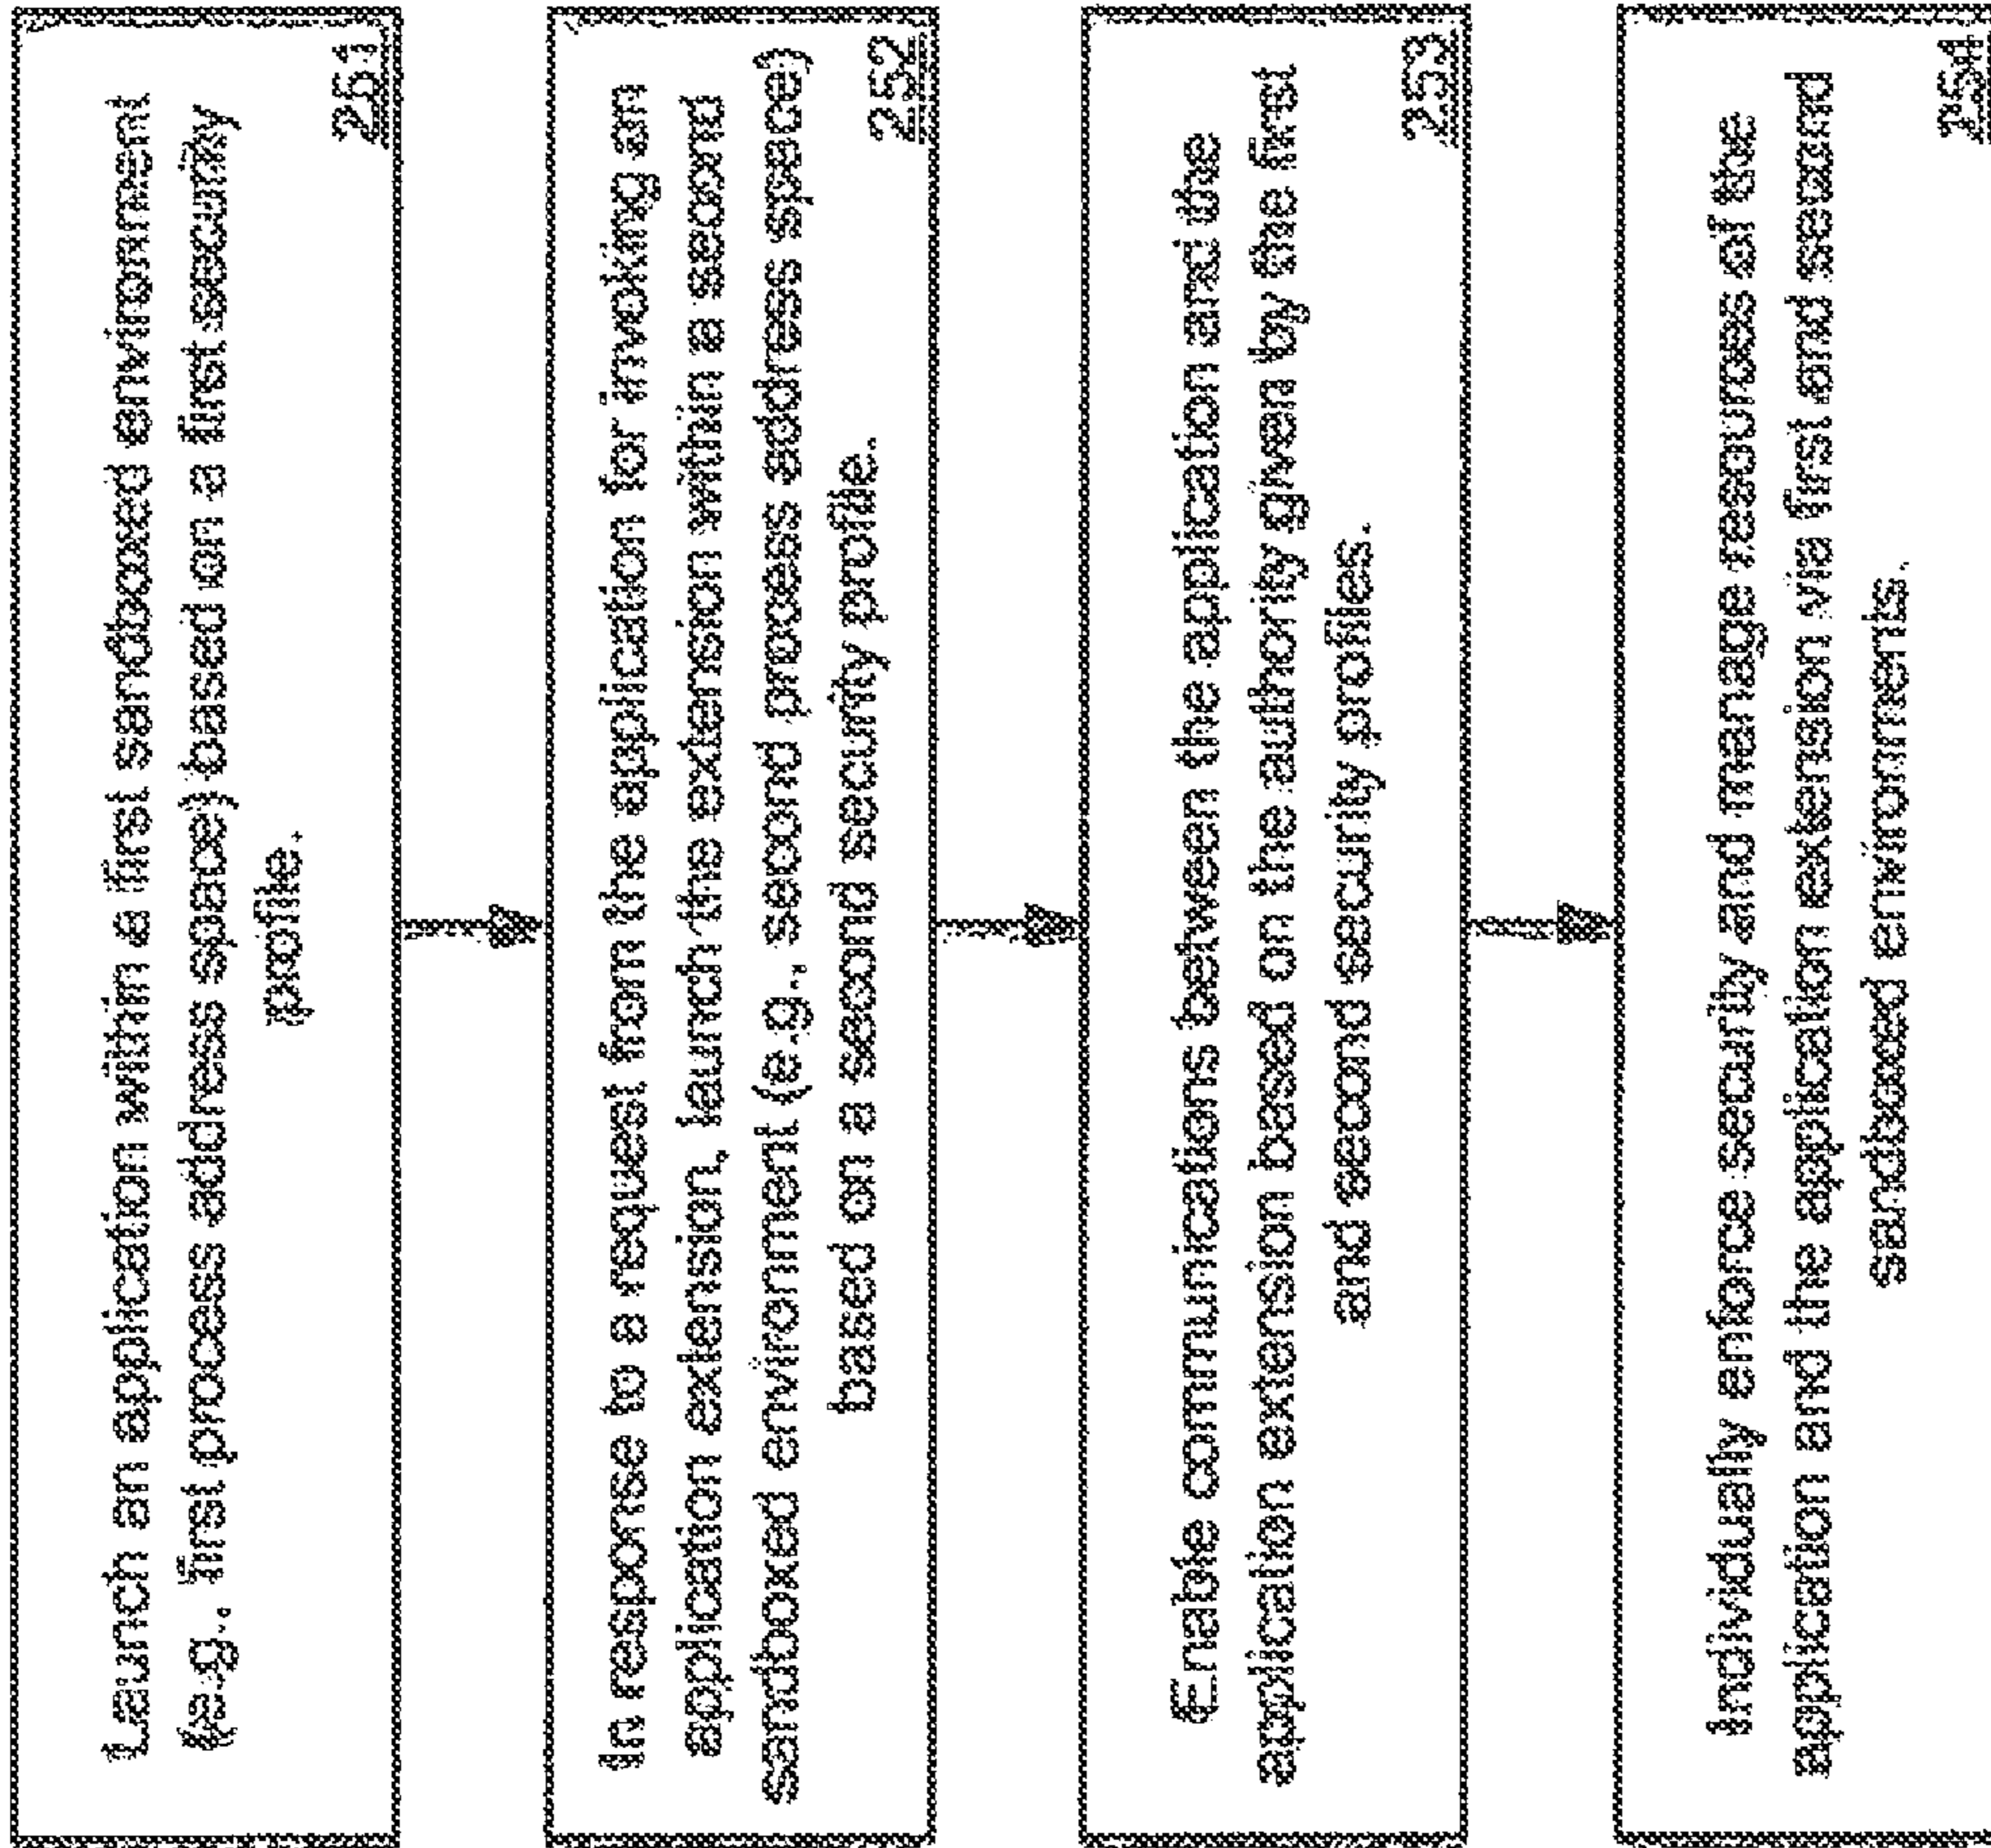 Launch an application within a first sandboxed environment
(e.g., first process address space) based on a first security
profile.
251
In response to a request from the application for invoking an
application extension, launch the extension within a second
sandboxed environment (e.g., second process address space)
based on a second security profile.
252
Enable communications between the application and the
application extension based on the authority given by the first
and second security profiles.
253
Individually enforce security and manage resources of the
application and the application extension via first and second
sandboxed environments.
254